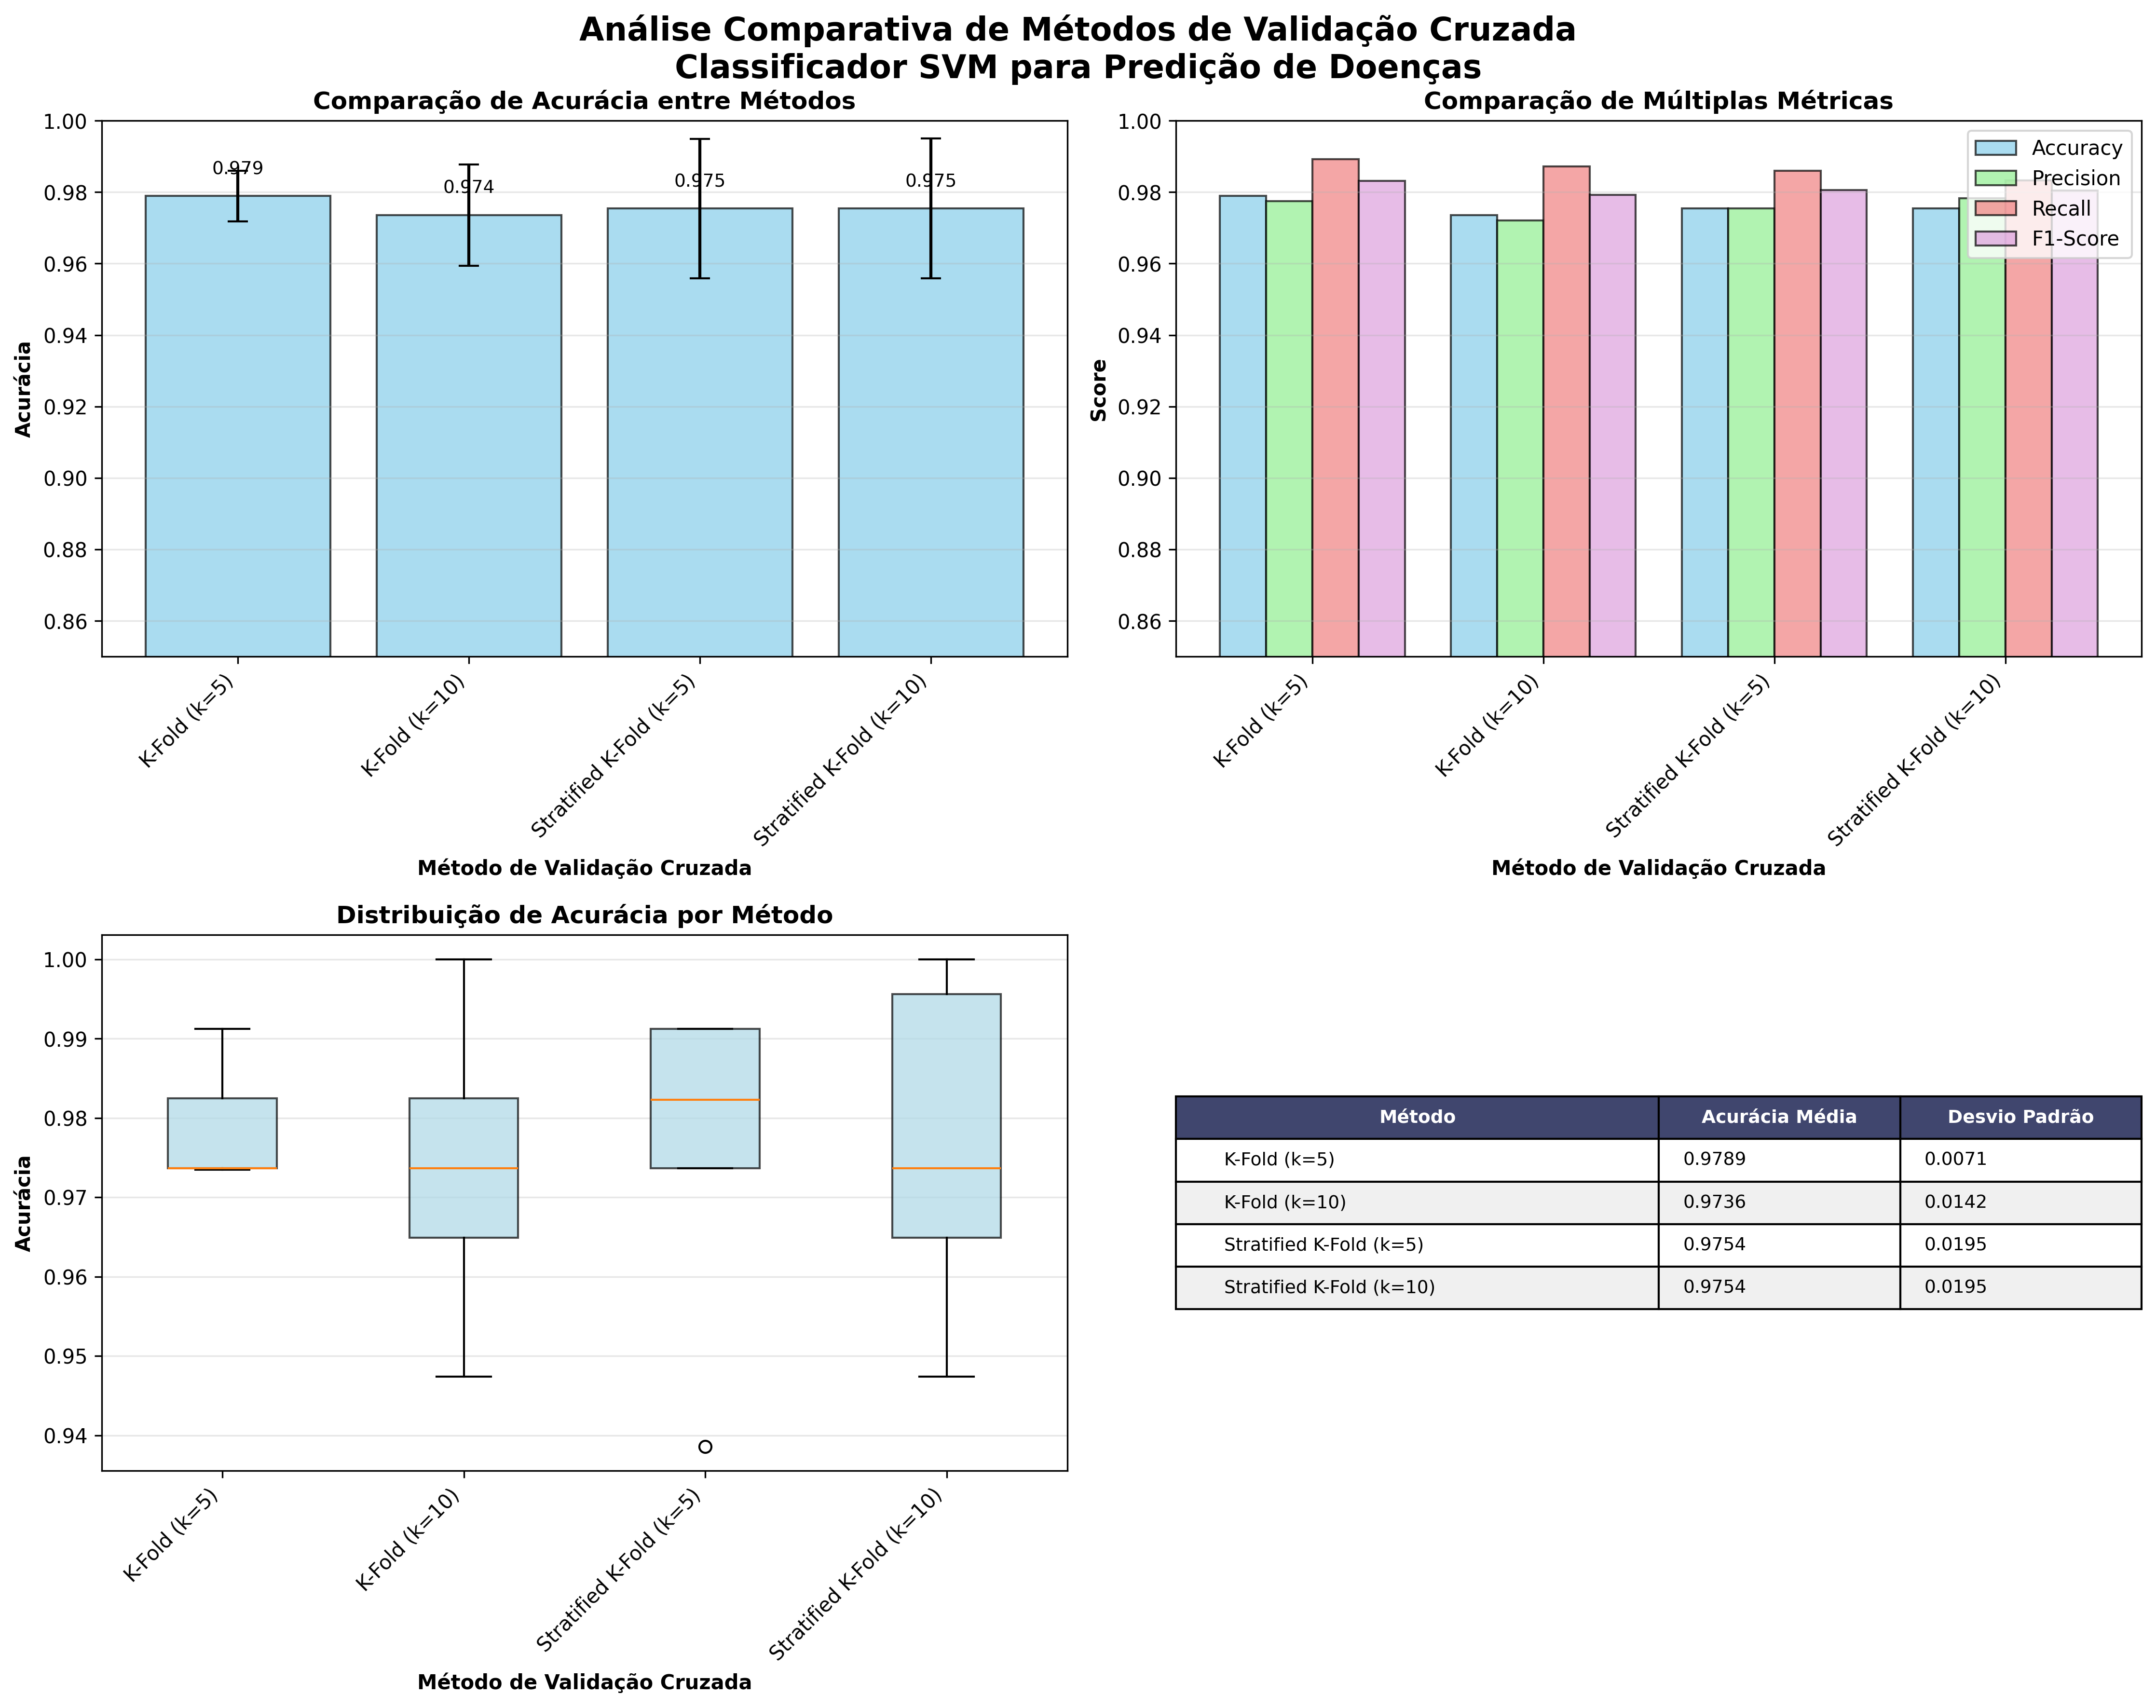 Análise Comparativa de Métodos de Validação Cruzada
Classificador SVM para Predição de Doenças
Comparação de Acurácia entre Métodos
1.00
0.98
0.96
0.94
0.92
0.90
0.88
0.86
Acurácia
0.979
0.974
0.975
0.975
K-Fold (k=5)
K-Fold (k=10)
Stratified K-Fold (k=5)
Stratified K-Fold (k=10)
Método de Validação Cruzada
Comparação de Múltiplas Métricas
1.00
0.98
0.96
0.94
0.92
0.90
0.88
0.86
Score
Accuracy
Precision
Recall
F1-Score
K-Fold (k=5)
K-Fold (k=10)
Stratified K-Fold (k=5)
Stratified K-Fold (k=10)
Método de Validação Cruzada
Distribuição de Acurácia por Método
1.00
0.99
0.98
0.97
0.96
0.95
0.94
Acurácia
K-Fold (k=5)
K-Fold (k=10)
Stratified K-Fold (k=5)
Stratified K-Fold (k=10)
Método de Validação Cruzada
Método Acurácia Média Desvio Padrão
K-Fold (k=5) 0.9789 0.0071
K-Fold (k=10) 0.9736 0.0142
Stratified K-Fold (k=5) 0.9754 0.0195
Stratified K-Fold (k=10) 0.9754 0.0195